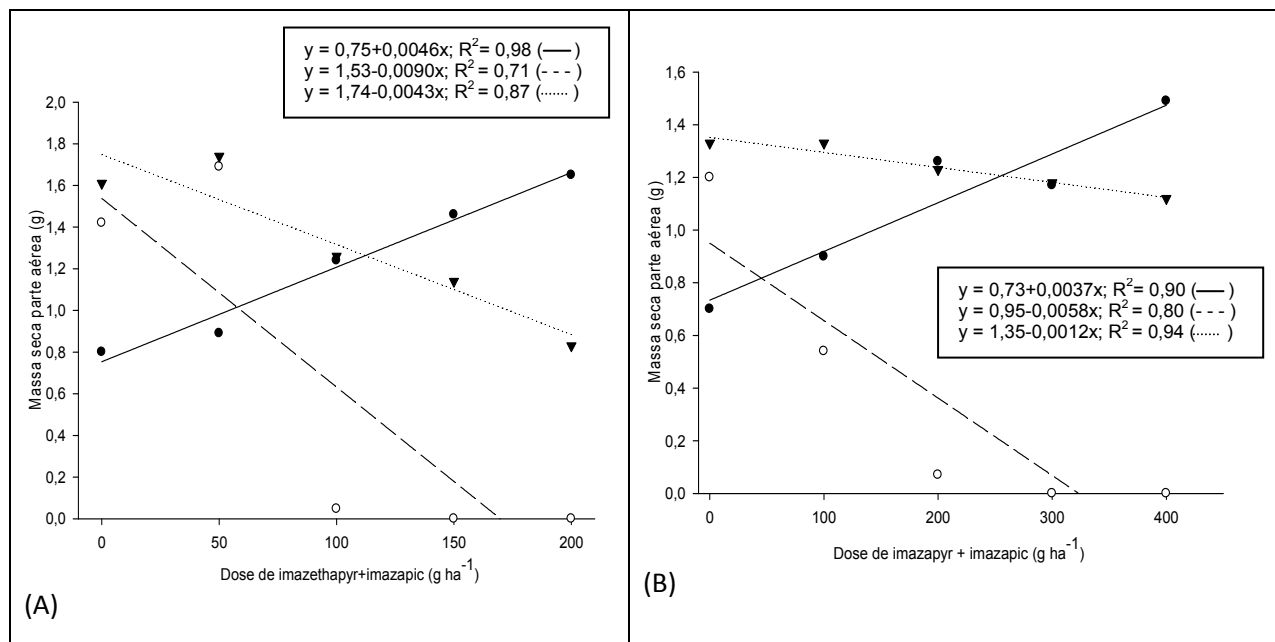 y = 0,75+0,0046x; R²= 0,98 (—— )
y = 1,53-0,0090x; R² = 0,71 (– – – )
y = 1,74-0,0043x; R² = 0,87 (........ )
Massa seca parte aérea (g)
2,0
1,8
1,6
1,4
1,2
1,0
0,8
0,6
0,4
0,2
0,0
0 50 100 150 200
Dose de imazethapyr+imazapic (g ha⁻¹)
(A)
Massa seca parte aérea (g)
1,6
1,4
1,2
1,0
0,8
0,6
0,4
0,2
0,0
y = 0,73+0,0037x; R²= 0,90 (—— )
y = 0,95-0,0058x; R² = 0,80 (– – – )
y = 1,35-0,0012x; R² = 0,94 (....... )
0 100 200 300 400
Dose de imazapyr + imazapic (g ha⁻¹)
(B)